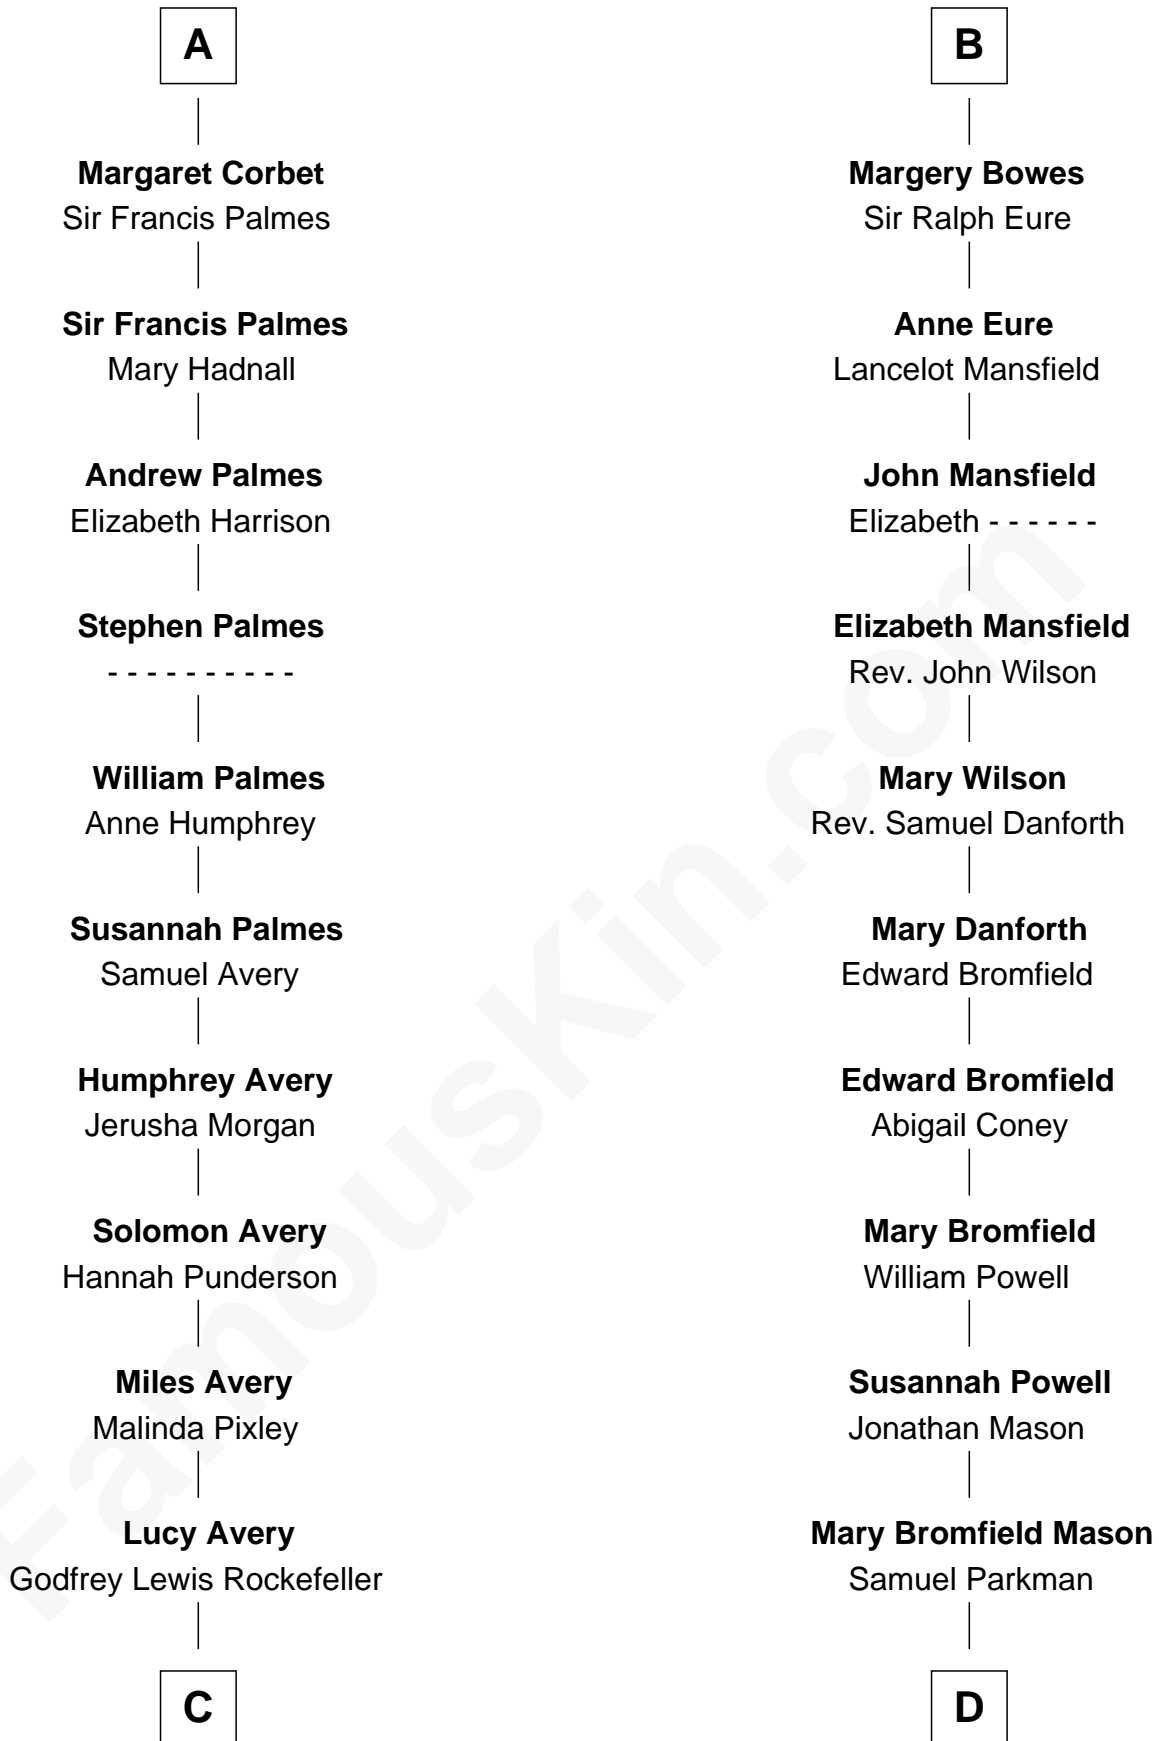 A
Margaret Corbet
Sir Francis Palmes
Sir Francis Palmes
Mary Hadnall
Andrew Palmes
Elizabeth Harrison
Stephen Palmes
- - - - - - - - - -
William Palmes
Anne Humphrey
Susannah Palmes
Samuel Avery
Humphrey Avery
Jerusha Morgan
Solomon Avery
Hannah Punderson
Miles Avery
Malinda Pixley
Lucy Avery
Godfrey Lewis Rockefeller
C
B
Margery Bowes
Sir Ralph Eure
Anne Eure
Lancelot Mansfield
John Mansfield
Elizabeth - - - - - -
Elizabeth Mansfield
Rev. John Wilson
Mary Wilson
Rev. Samuel Danforth
Mary Danforth
Edward Bromfield
Edward Bromfield
Abigail Coney
Mary Bromfield
William Powell
Susannah Powell
Jonathan Mason
Mary Bromfield Mason
Samuel Parkman
D
FamousKin.com